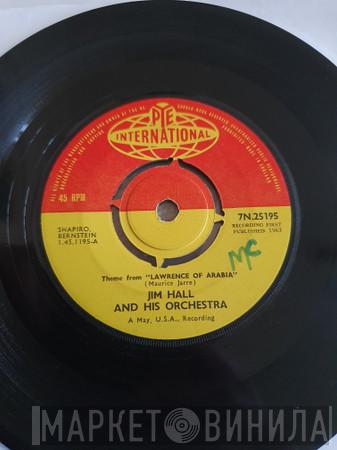 PYE
INTERNATIONAL
45 RPM
7N.25195
RECORDING FIRST
PUBLISHED 1963
SHAPIRO,
BERNSTEIN
1.45.1195-A
MC
Theme from "LAWRENCE OF ARABIA"
(Maurice Jarre)
JIM HALL
AND HIS ORCHESTRA
A May, U.S.A., Recording
МАРКЕТ ВИНИЛА